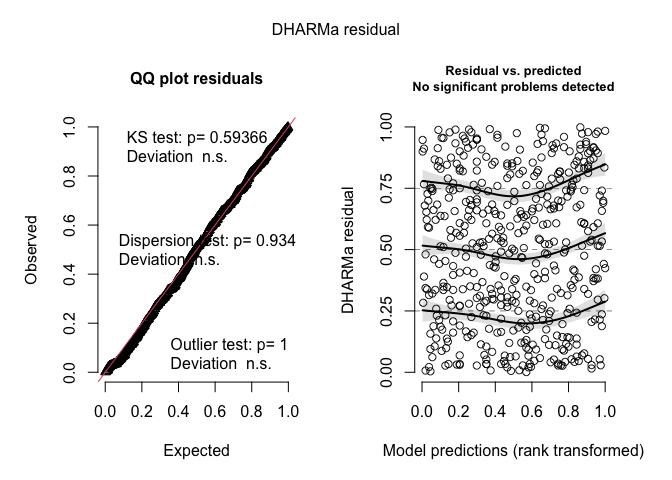 DHARMa residual
QQ plot residuals
KS test: p= 0.59366
Deviation n.s.
Dispersion test: p= 0.934
Deviation n.s.
Outlier test: p= 1
Deviation n.s.
Observed
0.0 0.2 0.4 0.6 0.8 1.0
0.0 0.2 0.4 0.6 0.8 1.0
Expected
Residual vs. predicted
No significant problems detected
DHARMa residual
0.00 0.25 0.50 0.75 1.00
0.0 0.2 0.4 0.6 0.8 1.0
Model predictions (rank transformed)